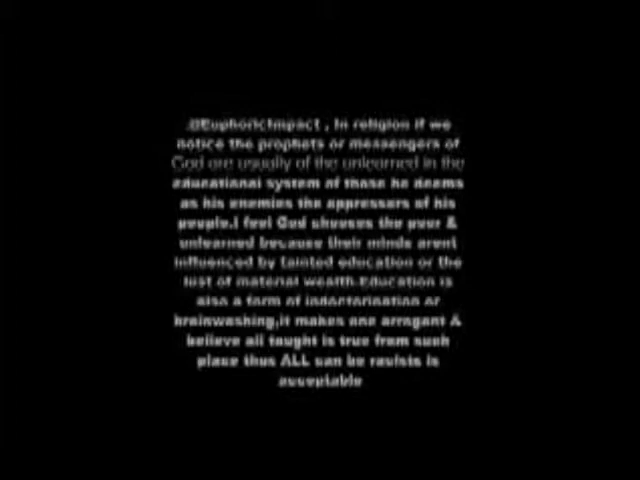 @EuphoricImpact , In religion if we
notice the prophets or messengers of
God are usually of the unlearned in the
educational system of those he deems
as his enemies the appressers of his
people.I feel God chooses the poor &
unlearned because their minds arent
influenced by tainted education or the
lust of material wealth.Education is
also a form of indoctorination or
brainwashing,it makes one arrogant &
believe all taught is true from such
place thus ALL can be racists is
acceptable